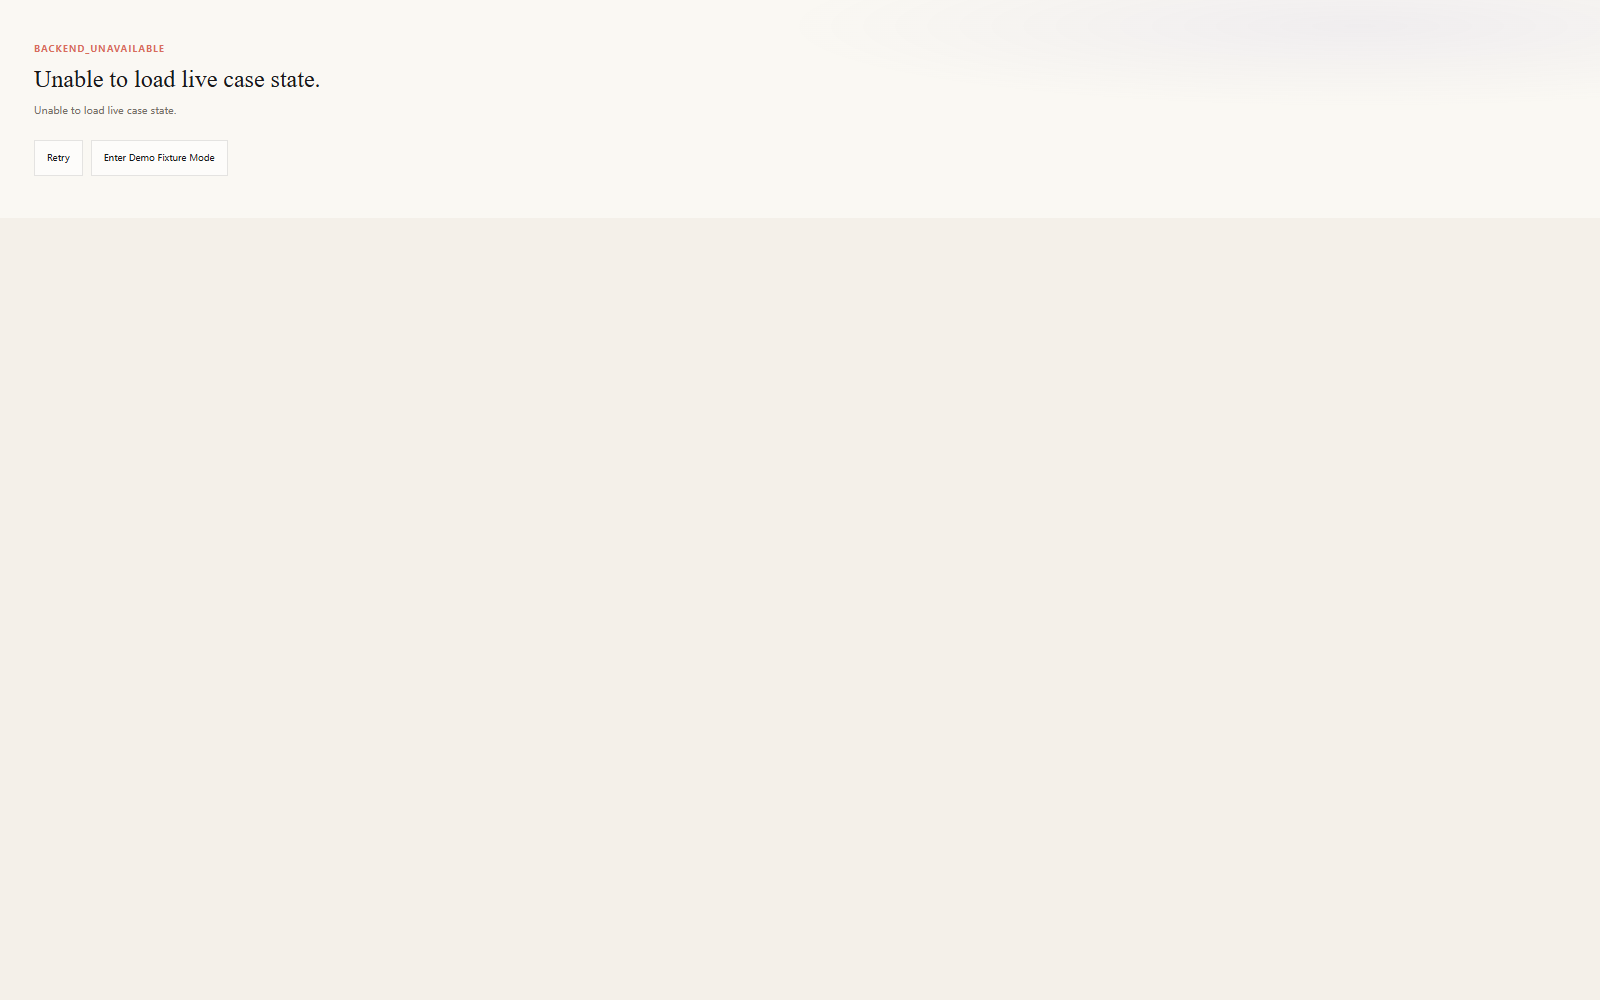 BACKEND_UNAVAILABLE
Unable to load live case state.
Unable to load live case state.
Retry
Enter Demo Fixture Mode